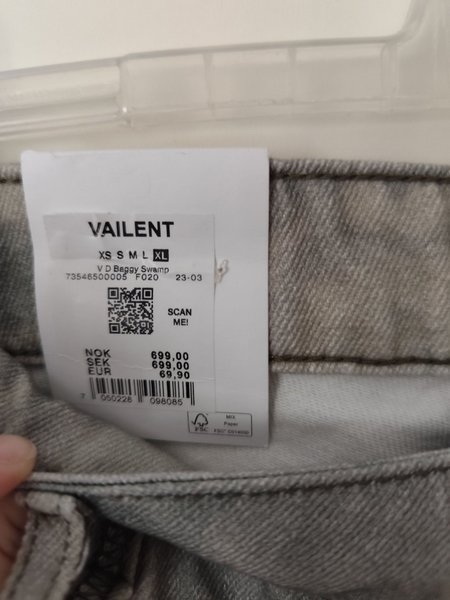 VAILENT
XS S M L XL
V D Baggy Swamp
73546500005 F020 23-03
SCAN
ME!
NOK 699,00
SEK 699,00
EUR 69,90
7 050228 098085
FSC
MIX
Paper